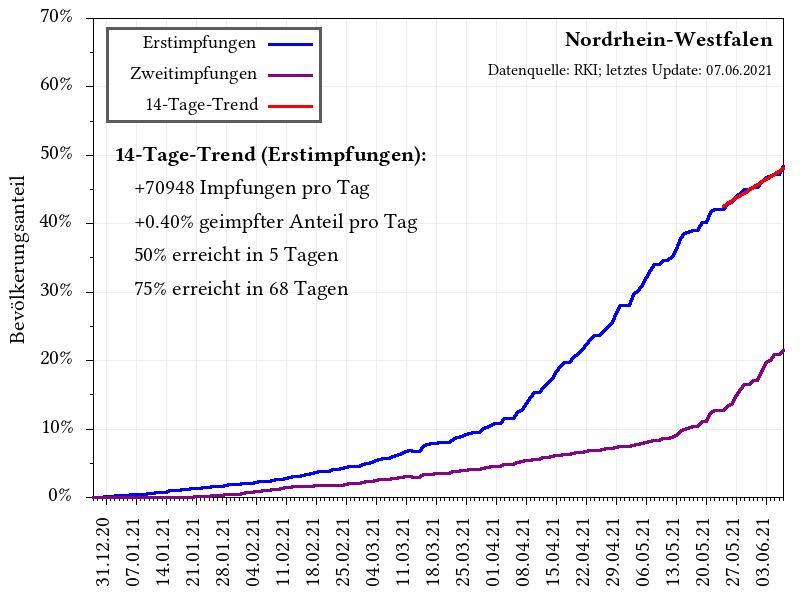 70%
60%
50%
40%
30%
20%
10%
0%
Bevölkerungsanteil
Erstimpfungen
Zweitimpfungen
14-Tage-Trend
Nordrhein-Westfalen
Datenquelle: RKI; letztes Update: 07.06.2021
14-Tage-Trend (Erstimpfungen):
+70948 Impfungen pro Tag
+0.40% geimpfter Anteil pro Tag
50% erreicht in 5 Tagen
75% erreicht in 68 Tagen
31.12.20
07.01.21
14.01.21
21.01.21
28.01.21
04.02.21
11.02.21
18.02.21
25.02.21
04.03.21
11.03.21
18.03.21
25.03.21
01.04.21
08.04.21
15.04.21
22.04.21
29.04.21
06.05.21
13.05.21
20.05.21
27.05.21
03.06.21